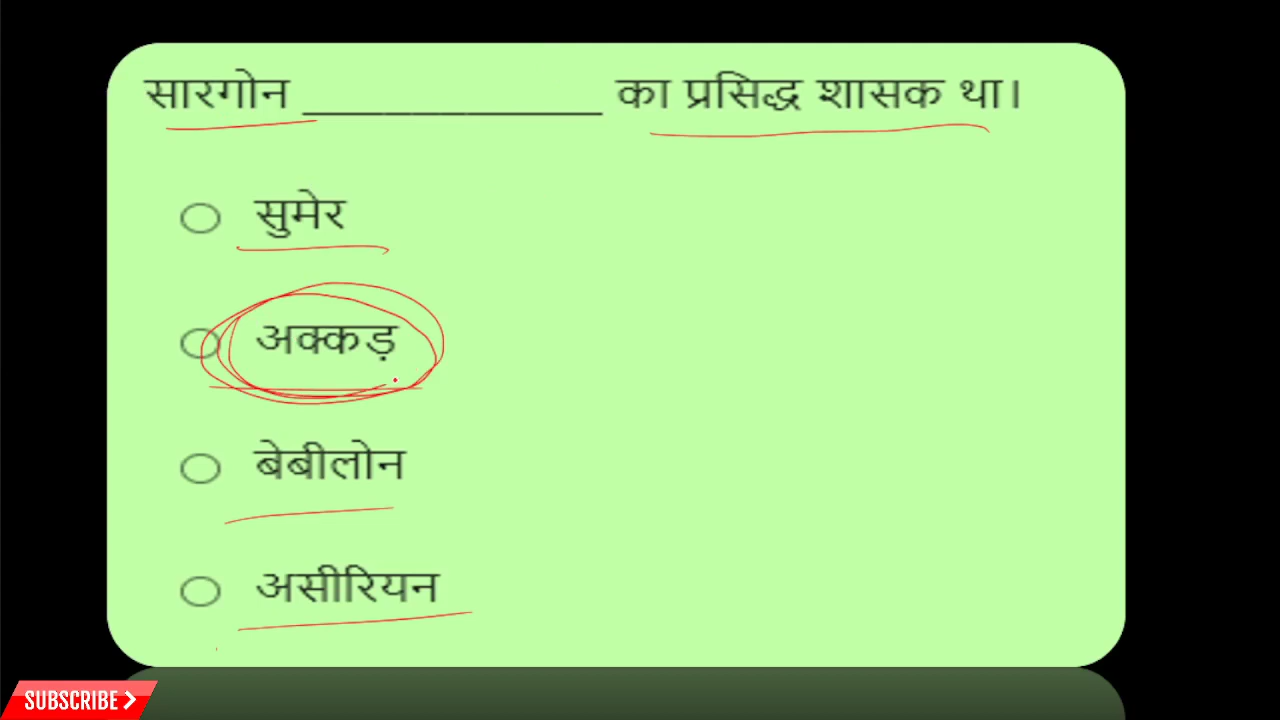 सारगोन ____________ का प्रसिद्ध शासक था।
सुमेर
अक्कड़
बेबीलोन
असीरियन
SUBSCRIBE